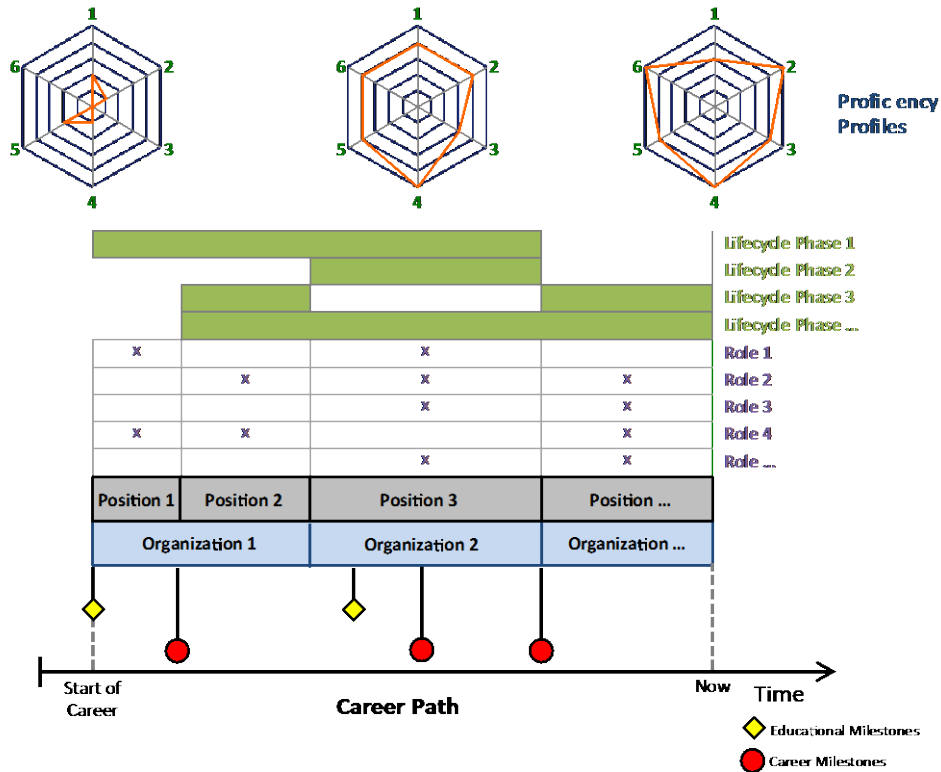 1
6
2
5
3
4
1
6
2
5
3
4
1
6
2
5
3
4
Profic ency
Profiles
Lifecycle Phase 1
Lifecycle Phase 2
Lifecycle Phase 3
Lifecycle Phase ...
x x Role 1
x x x Role 2
x x Role 3
x x x Role 4
x x Role ...
Position 1 Position 2 Position 3 Position ...
Organization 1 Organization 2 Organization ...
Start of
Career
Career Path
Now
Time
Educational Milestones
Career Milestones